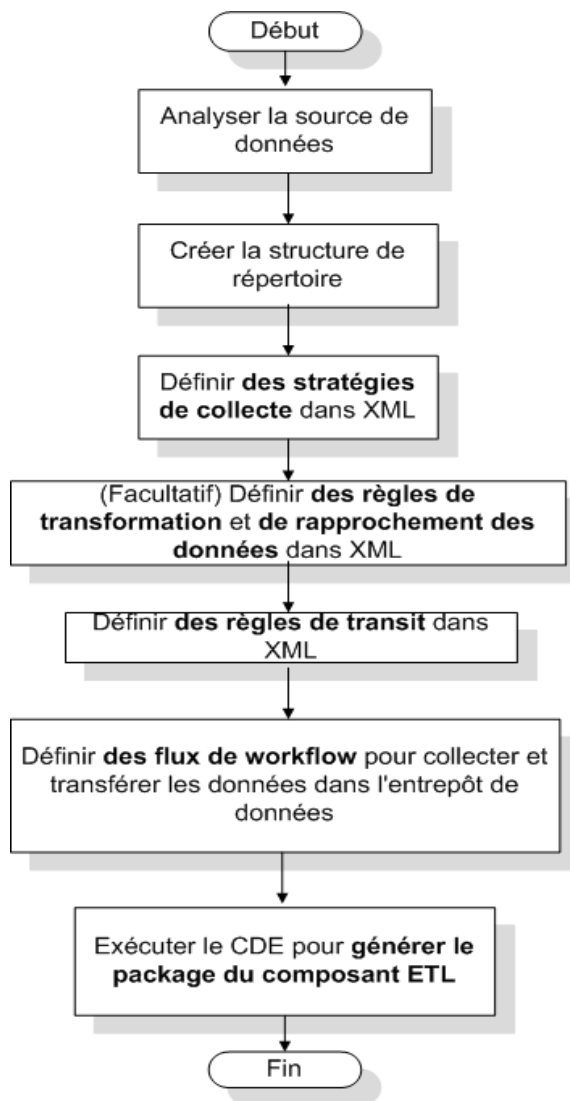 Début
Analyser la source de
données
Créer la structure de
répertoire
Définir des stratégies
de collecte dans XML
(Facultatif) Définir des règles de
transformation et de rapprochement des
données dans XML
Définir des règles de transit dans
XML
Définir des flux de workflow pour collecter et
transférer les données dans l'entrepôt de
données
Exécuter le CDE pour générer le
package du composant ETL
Fin